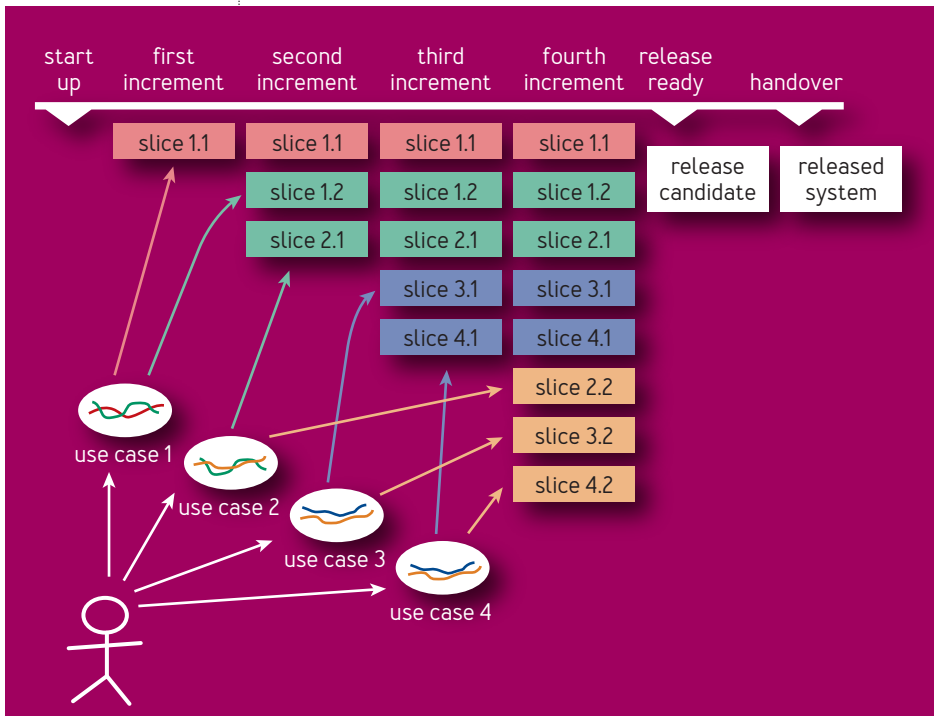 start
up
first
increment
second
increment
third
increment
fourth
increment
release
ready
handover
slice 1.1
slice 1.1
slice 1.1
slice 1.1
release
candidate
released
system
slice 1.2
slice 1.2
slice 1.2
slice 2.1
slice 2.1
slice 2.1
slice 3.1
slice 3.1
slice 4.1
slice 4.1
slice 2.2
slice 3.2
slice 4.2
use case 1
use case 2
use case 3
use case 4